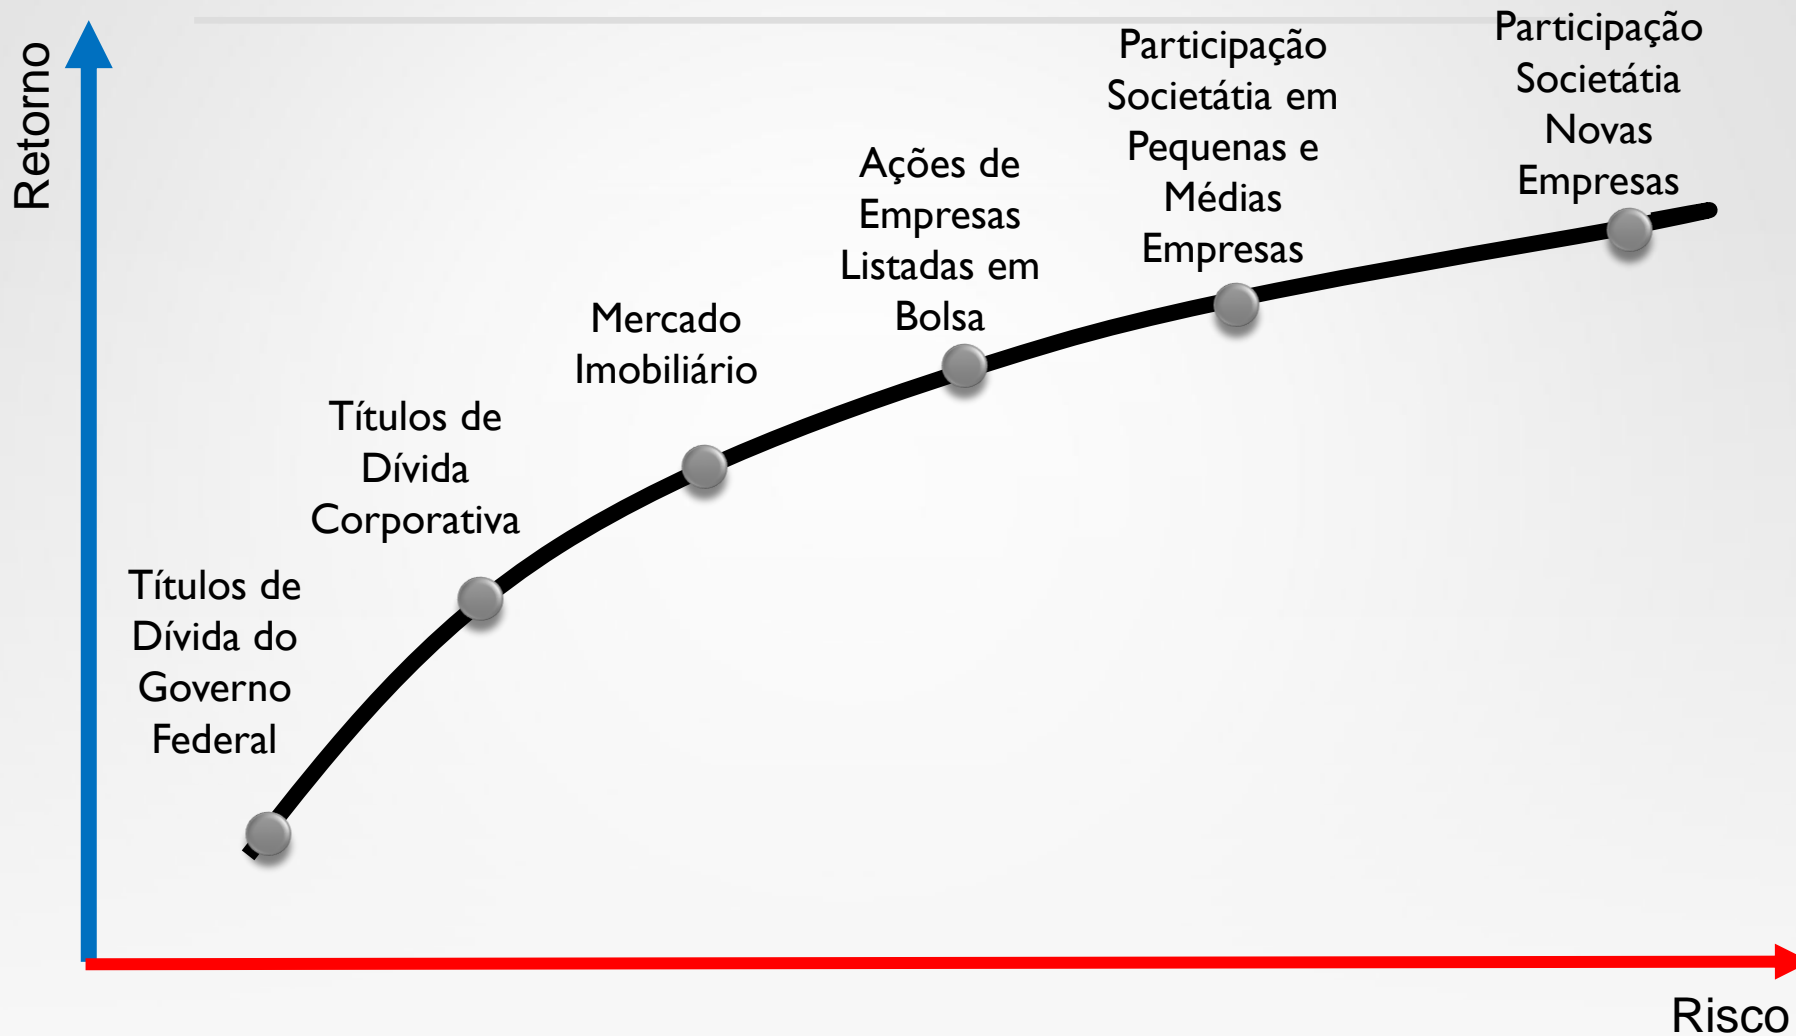 Retorno
Títulos de
Dívida do
Governo
Federal
Títulos de
Dívida
Corporativa
Mercado
Imobiliário
Ações de
Empresas
Listadas em
Bolsa
Participação
Societátia em
Pequenas e
Médias
Empresas
Participação
Societátia
Novas
Empresas
Risco